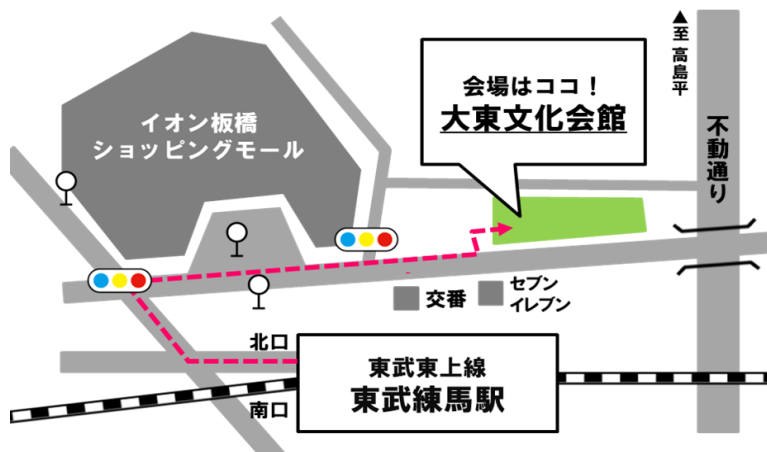 ▲至 高島平
会場はココ！
大東文化会館
イオン板橋
ショッピングモール
不動通り
交番
セブン
イレブン
北口
東武東上線
東武練馬駅
南口